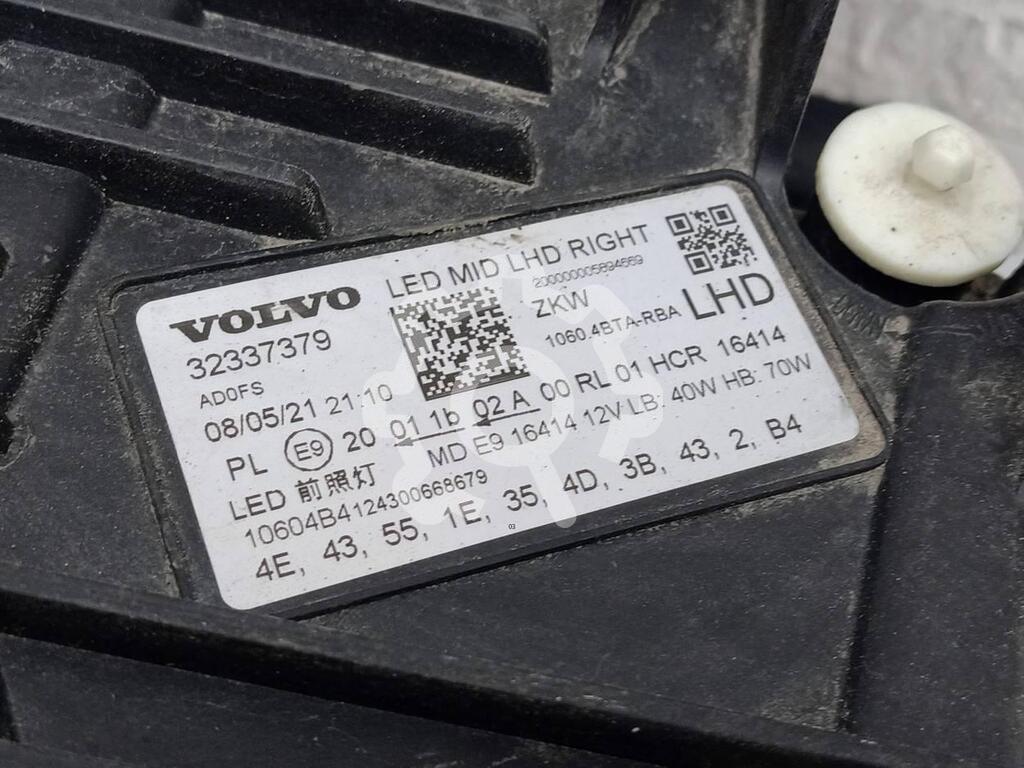 VOLVO LED MID LHD RIGHT
32337379 200000005894569
AD0FS ZKW LHD
08/05/21 21:10 1060.4BTA-RBA
PL E9 20 01 1b 02 A 00 RL 01 HCR 16414
MD E9 16414 12V LB: 40W HB: 70W
LED 前照灯
10604B4124300668679
4E, 43, 55, 1E, 35, 4D, 3B, 43, 2, B4
03